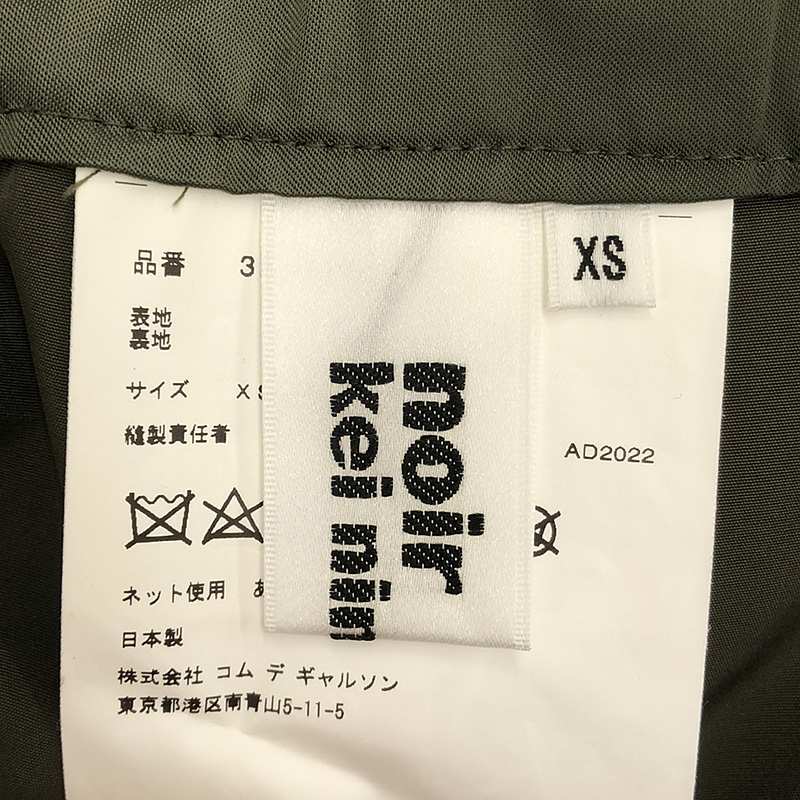 品番 3
XS
表地
裏地
サイズ XS
縫製責任者
AD2022
noir
kei nin
ネット使用 あ
日本製
株式会社 コム デ ギャルソン
東京都港区南青山5-11-5